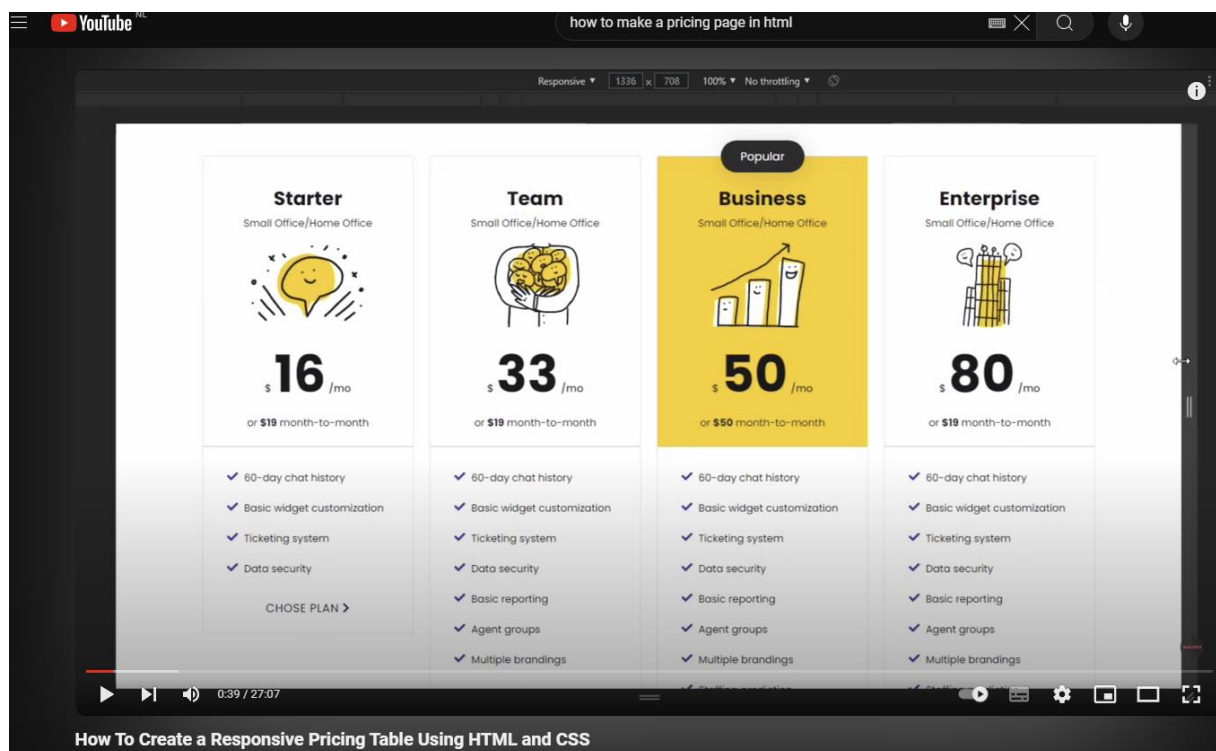 YouTube NL
how to make a pricing page in html
Responsive 1336 x 708 100% No throttling
Popular
Starter
Small Office/Home Office
$ 16 /mo
or $19 month-to-month
60-day chat history
Basic widget customization
Ticketing system
Data security
CHOSE PLAN
Team
Small Office/Home Office
$ 33 /mo
or $19 month-to-month
60-day chat history
Basic widget customization
Ticketing system
Data security
Basic reporting
Agent groups
Multiple brandings
Business
Small Office/Home Office
$ 50 /mo
or $50 month-to-month
60-day chat history
Basic widget customization
Ticketing system
Data security
Basic reporting
Agent groups
Multiple brandings
Enterprise
Small Office/Home Office
$ 80 /mo
or $19 month-to-month
60-day chat history
Basic widget customization
Ticketing system
Data security
Basic reporting
Agent groups
Multiple brandings
0:39 / 27:07
How To Create a Responsive Pricing Table Using HTML and CSS